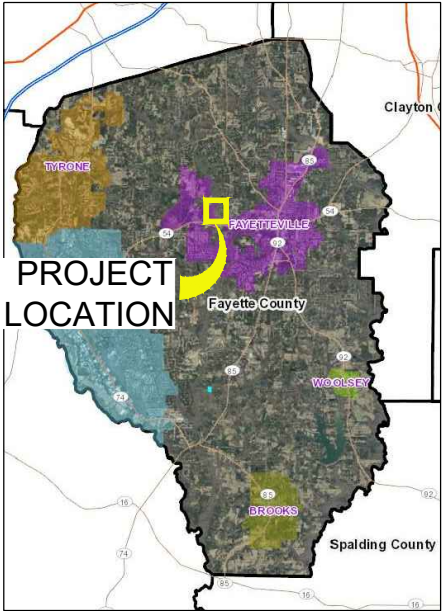 Clayton
85
TYRONE
54
FAYETTEVILLE
54
92
PROJECT
LOCATION
Fayette County
92
85
WOOLSEY
74
85
16
92
BROOKS
Spalding County
74
85
16
16